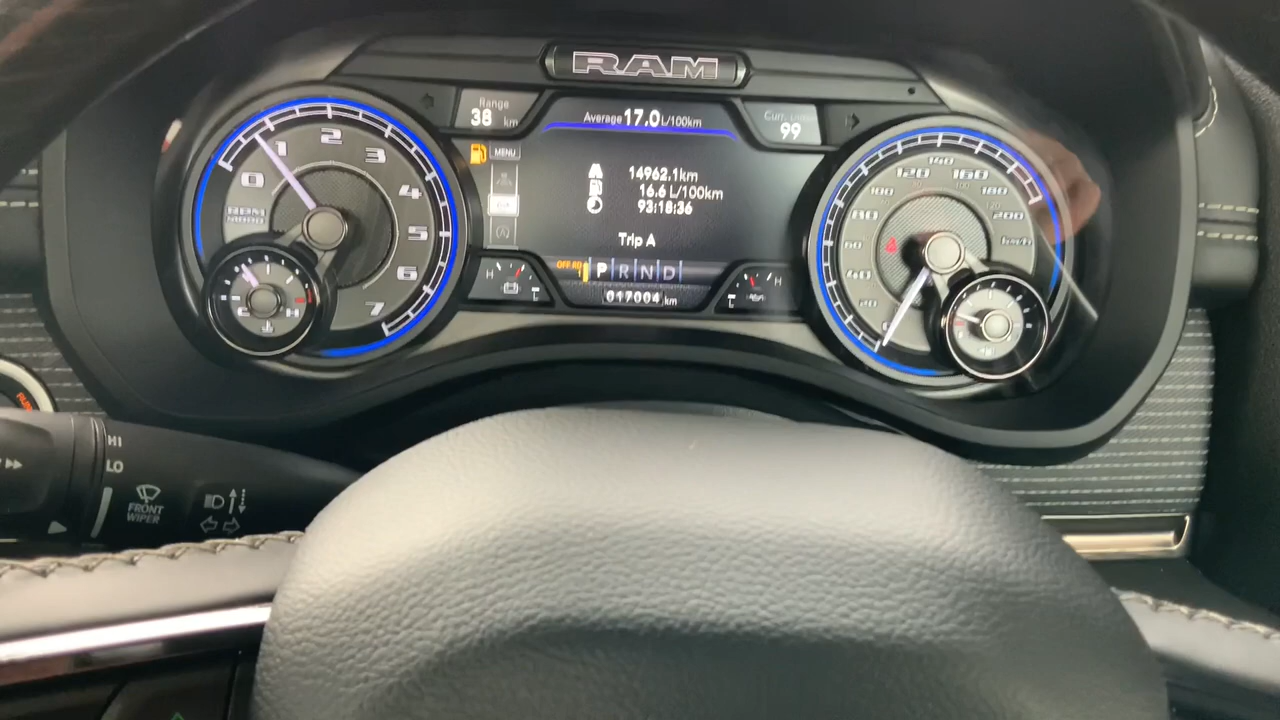 RAM
Range
38 km
Average 17.0 L/100km
99
MENU
14962.1km
16.6 L/100km
93:18:36
Trip A
OFF RD
1
P R N D
017004 km
H
L
H
L
0
1
2
3
4
5
6
7
RPM
C
H
20
40
60
80
100
120
140
160
180
200
km/h
HI
LO
FRONT
WIPER